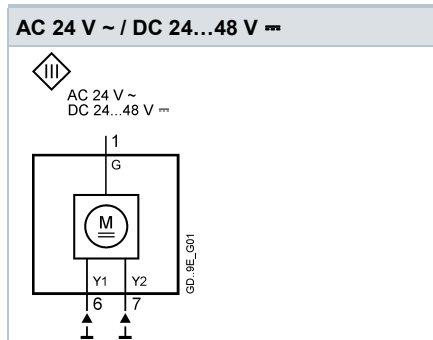 AC 24 V ~ / DC 24...48 V ⎓
III
AC 24 V ~
DC 24...48 V ⎓
1
G
M
Y1 Y2
6 7
GD..9E_G01